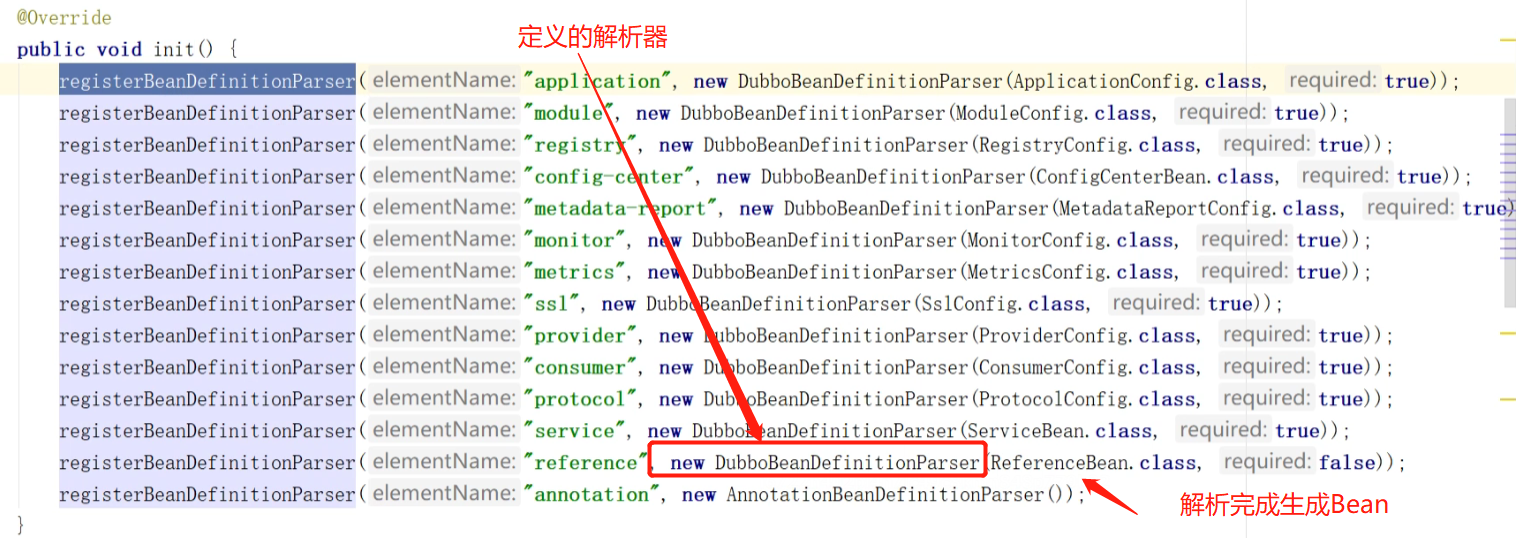 @Override
public void init() {
定义的解析器
registerBeanDefinitionParser( elementName: "application", new DubboBeanDefinitionParser(ApplicationConfig.class, required: true));
registerBeanDefinitionParser( elementName: "module", new DubboBeanDefinitionParser(ModuleConfig.class, required: true));
registerBeanDefinitionParser( elementName: "registry", new DubboBeanDefinitionParser(RegistryConfig.class, required: true));
registerBeanDefinitionParser( elementName: "config-center", new DubboBeanDefinitionParser(ConfigCenterBean.class, required: true));
registerBeanDefinitionParser( elementName: "metadata-report", new DubboBeanDefinitionParser(MetadataReportConfig.class, required: true)
registerBeanDefinitionParser( elementName: "monitor", new DubboBeanDefinitionParser(MonitorConfig.class, required: true));
registerBeanDefinitionParser( elementName: "metrics", new DubboBeanDefinitionParser(MetricsConfig.class, required: true));
registerBeanDefinitionParser( elementName: "ssl", new DubboBeanDefinitionParser(SslConfig.class, required: true));
registerBeanDefinitionParser( elementName: "provider", new DubboBeanDefinitionParser(ProviderConfig.class, required: true));
registerBeanDefinitionParser( elementName: "consumer", new DubboBeanDefinitionParser(ConsumerConfig.class, required: true));
registerBeanDefinitionParser( elementName: "protocol", new DubboBeanDefinitionParser(ProtocolConfig.class, required: true));
registerBeanDefinitionParser( elementName: "service", new DubboBeanDefinitionParser(ServiceBean.class, required: true));
registerBeanDefinitionParser( elementName: "reference", new DubboBeanDefinitionParser(ReferenceBean.class, required: false));
registerBeanDefinitionParser( elementName: "annotation", new AnnotationBeanDefinitionParser());
解析完成生成Bean
}